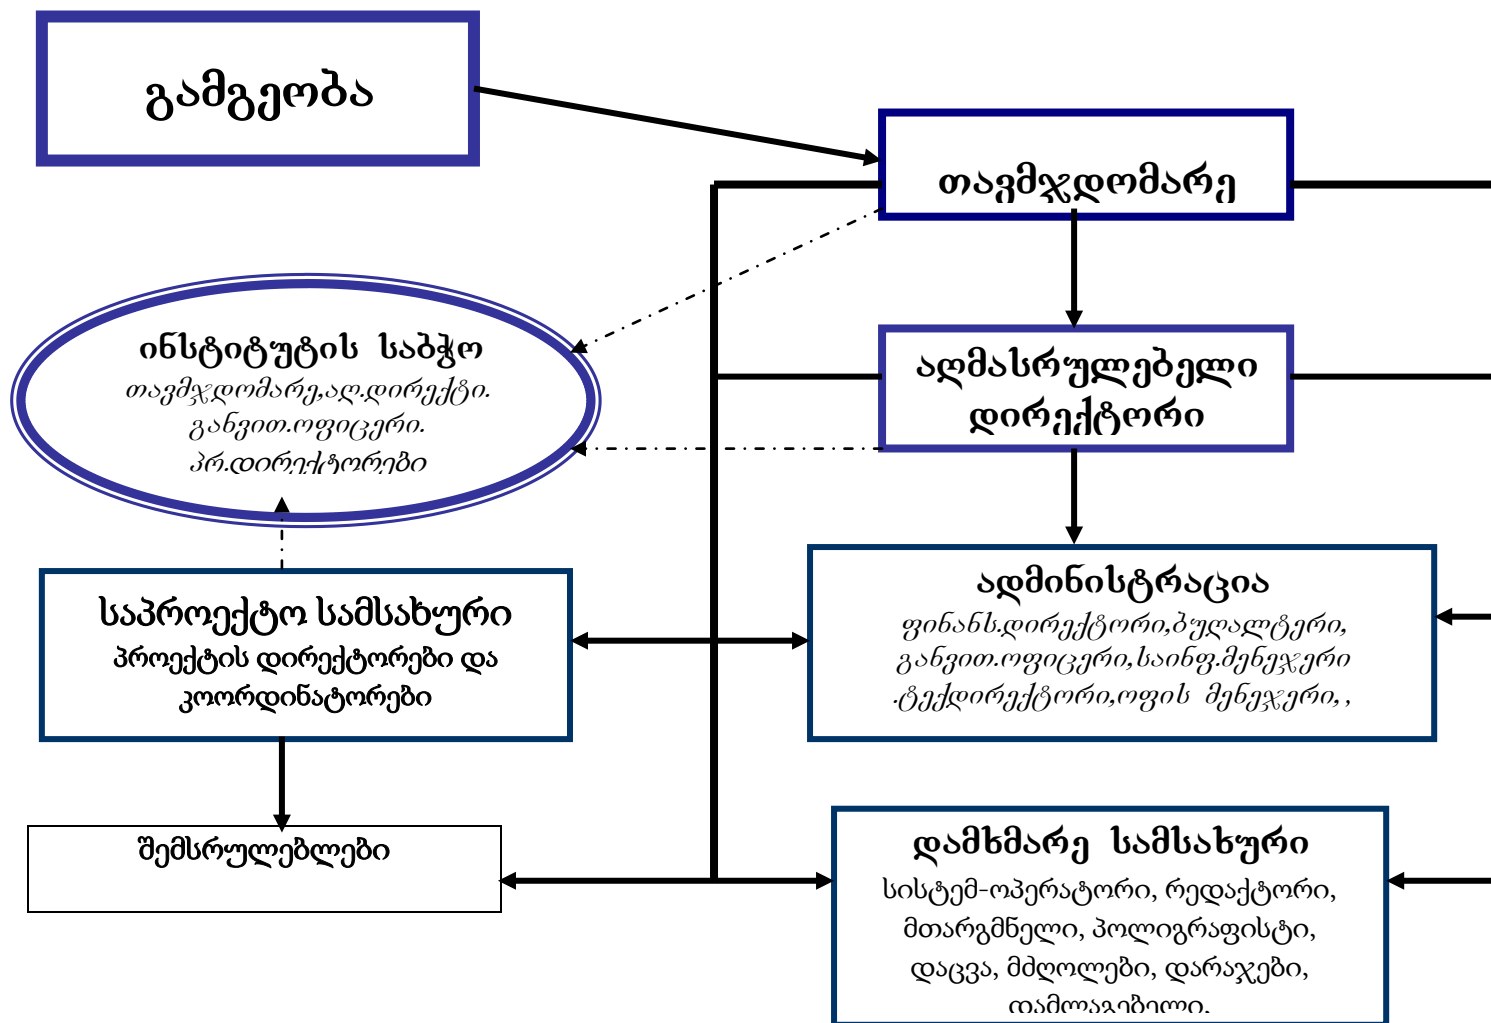 გამგეობა
თავმჯდომარე
ინსტიტუტის საბჭო
თავმჯდომარე,აღ.დირექტი.
განვით.ოფიცერი.
პრ.დირექტორები
აღმასრულებელი
დირექტორი
საპროექტო სამსახური
პროექტის დირექტორები და
კოორდინატორები
ადმინისტრაცია
ფინანს.დირექტორი,ბუღალტერი,
განვით.ოფიცერი,საინფ.მენეჯერი
.ტექდირექტორი,ოფის მენეჯერი,,
შემსრულებლები
დამხმარე სამსახური
სისტემ-ოპერატორი, რედაქტორი,
მთარგმნელი, პოლიგრაფისტი,
დაცვა, მძღოლები, დარაჯები,
დამლაგებელი.